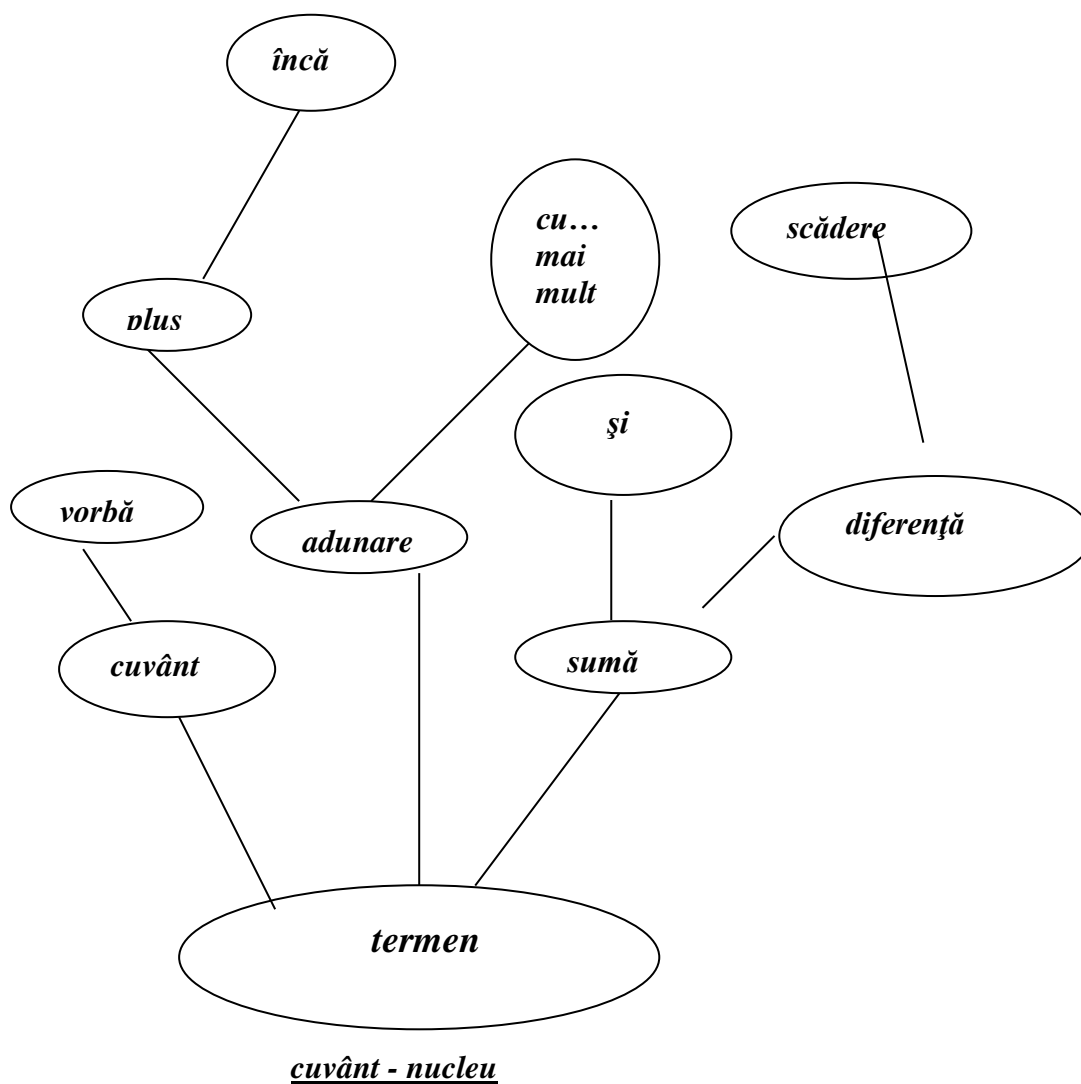 încă
cu…
mai
mult
scădere
plus
şi
vorbă
adunare
diferenţă
cuvânt
sumă
termen
cuvânt - nucleu